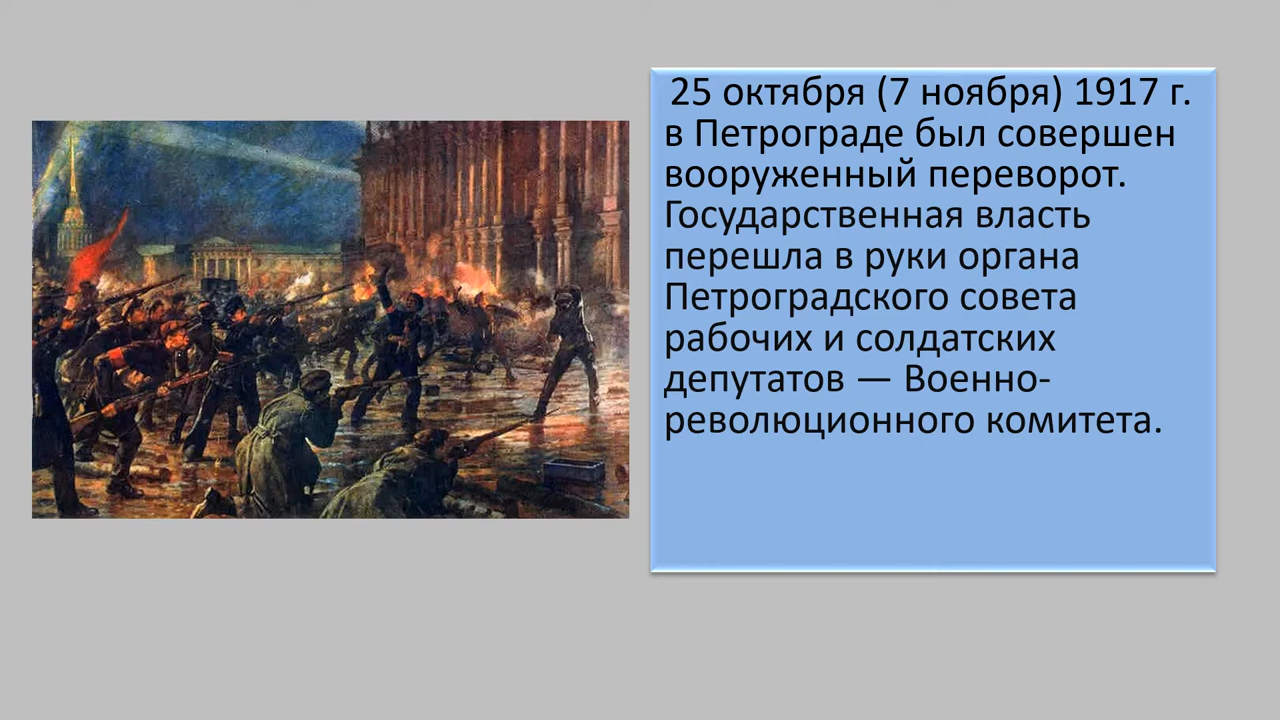 25 октября (7 ноября) 1917 г.
в Петрограде был совершен
вооруженный переворот.
Государственная власть
перешла в руки органа
Петроградского совета
рабочих и солдатских
депутатов — Военно-
революционного комитета.